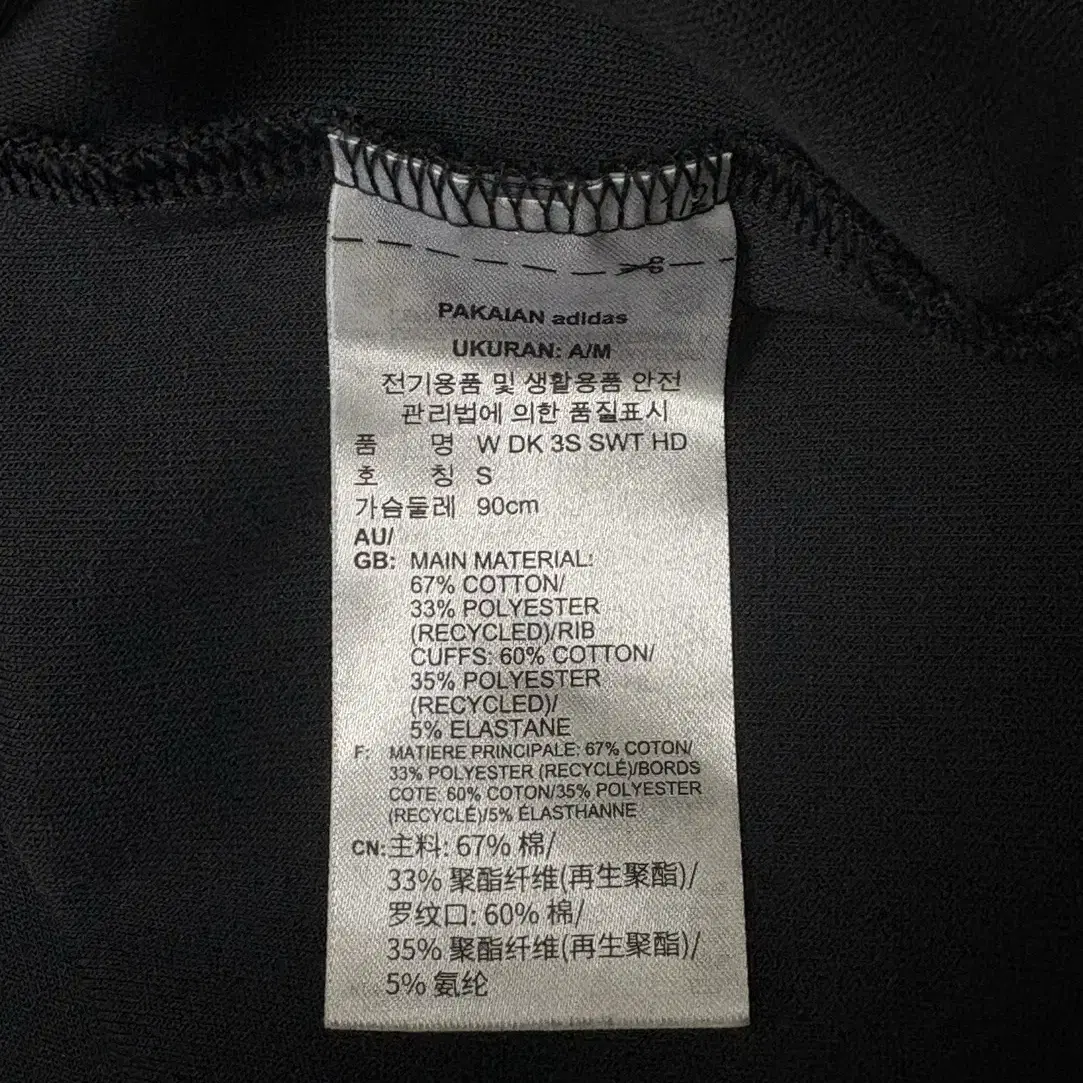 1/2
PAKAIAN adidas
UKURAN: A/M
전기용품 및 생활용품 안전
관리법에 의한 품질표시
품 명 W DK 3S SWT HD
호 칭 S
가슴둘레 90cm
AU/
GB: MAIN MATERIAL:
67% COTTON/
33% POLYESTER
(RECYCLED)/RIB
CUFFS: 60% COTTON/
35% POLYESTER
(RECYCLED)/
5% ELASTANE
F: MATIERE PRINCIPALE: 67% COTON/
33% POLYESTER (RECYCLÉ)/BORDS
COTE: 60% COTON/35% POLYESTER
(RECYCLÉ)/5% ÉLASTHANNE
CN: 主料: 67% 棉/
33% 聚酯纤维(再生聚酯)/
罗纹口: 60% 棉/
35% 聚酯纤维(再生聚酯)/
5% 氨纶